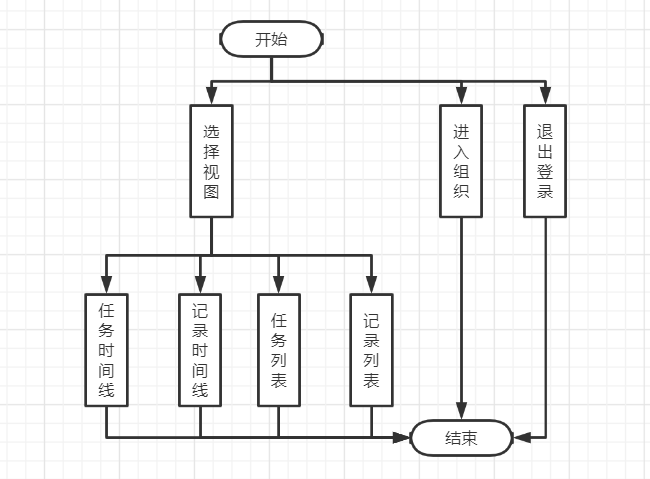 开始
选择视图
进入组织
退出登录
任务时间线
记录时间线
任务列表
记录列表
结束